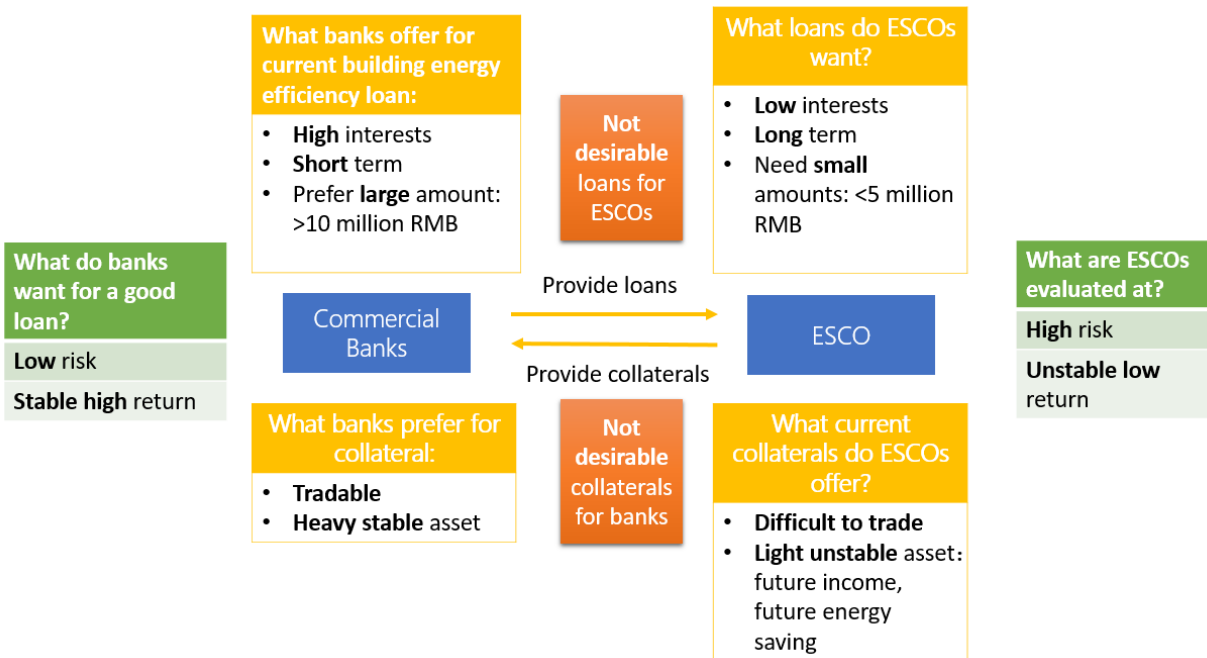 What banks offer for
current building energy
efficiency loan:
• High interests
• Short term
• Prefer large amount:
>10 million RMB
Not
desirable
loans for
ESCOs
What loans do ESCOs
want?
• Low interests
• Long term
• Need small
amounts: <5 million
RMB
What do banks
want for a good
loan?
Low risk
Stable high return
Commercial
Banks
Provide loans
Provide collaterals
ESCO
What are ESCOs
evaluated at?
High risk
Unstable low
return
What banks prefer for
collateral:
• Tradable
• Heavy stable asset
Not
desirable
collaterals
for banks
What current
collaterals do ESCOs
offer?
• Difficult to trade
• Light unstable asset：
future income,
future energy
saving